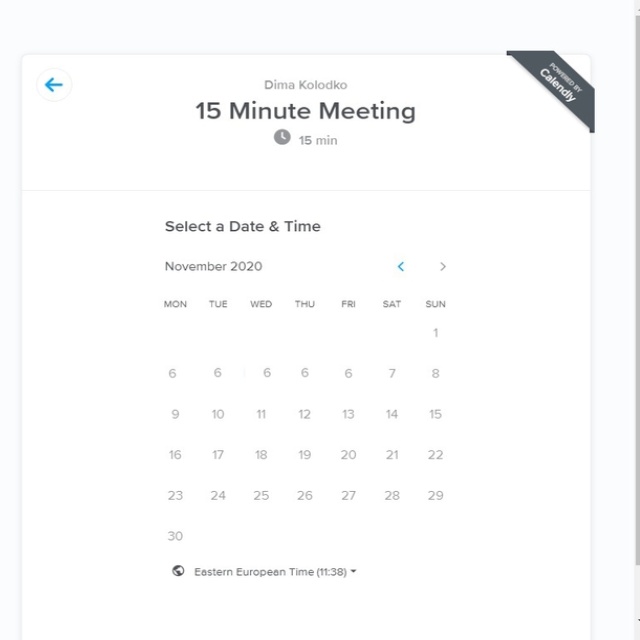 POWERED BY
Calendly
Dima Kolodko
15 Minute Meeting
15 min
Select a Date & Time
November 2020
MON TUE WED THU FRI SAT SUN
1
6 6 6 6 6 7 8
9 10 11 12 13 14 15
16 17 18 19 20 21 22
23 24 25 26 27 28 29
30
Eastern European Time (11:38)